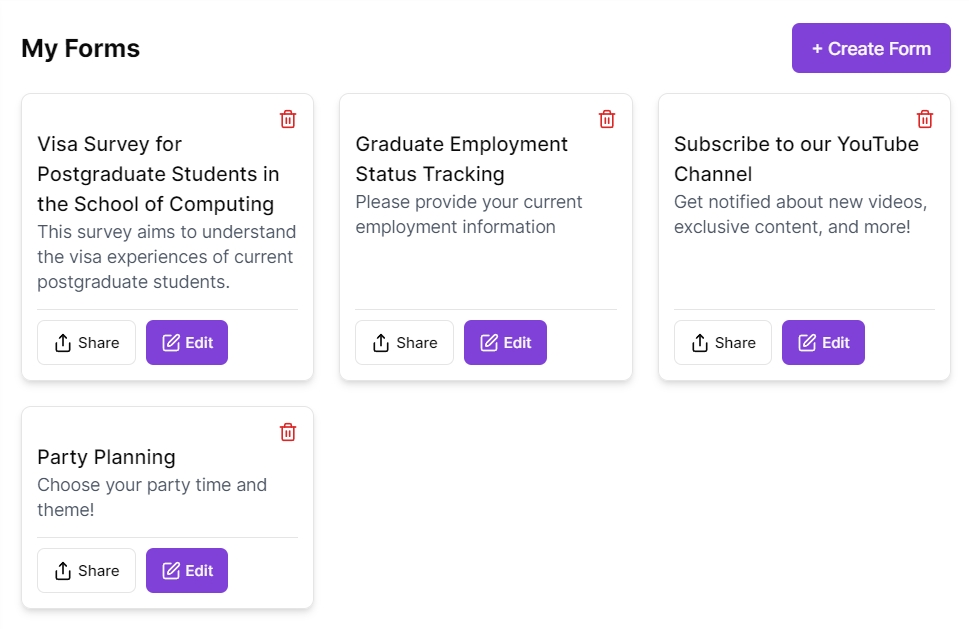 My Forms
+ Create Form
Visa Survey for
Postgraduate Students in
the School of Computing
This survey aims to understand
the visa experiences of current
postgraduate students.
Share
Edit
Graduate Employment
Status Tracking
Please provide your current
employment information
Share
Edit
Subscribe to our YouTube
Channel
Get notified about new videos,
exclusive content, and more!
Share
Edit
Party Planning
Choose your party time and
theme!
Share
Edit